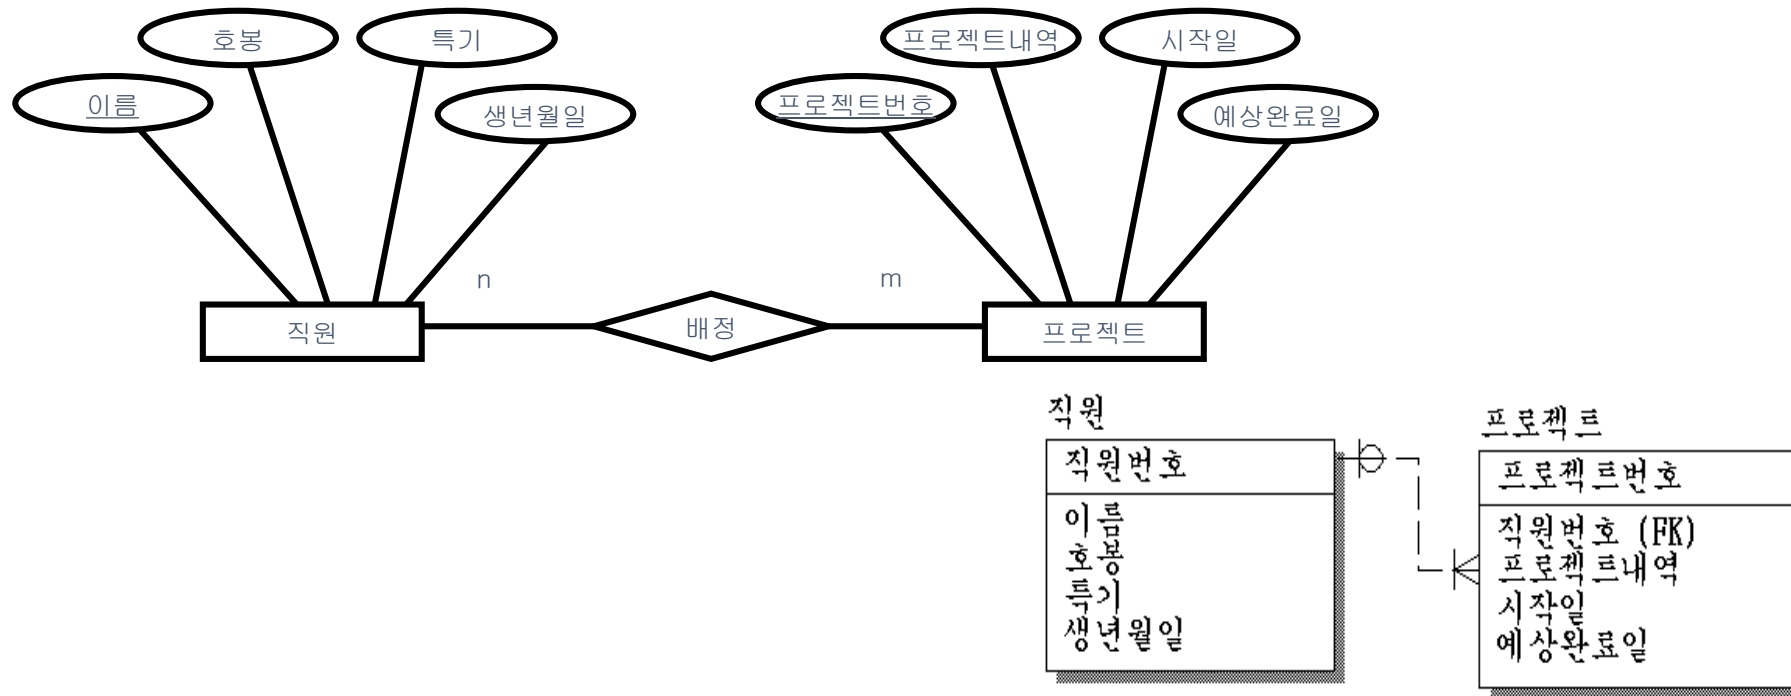 호봉
특기
이름
생년월일
프로젝트내역
시작일
프로젝트번호
예상완료일
n
m
직원
배정
프로젝트
직원
직원번호
이름
호봉
특기
생년월일
프로젝트
프로젝트번호
직원번호 (FK)
프로젝트내역
시작일
예상완료일